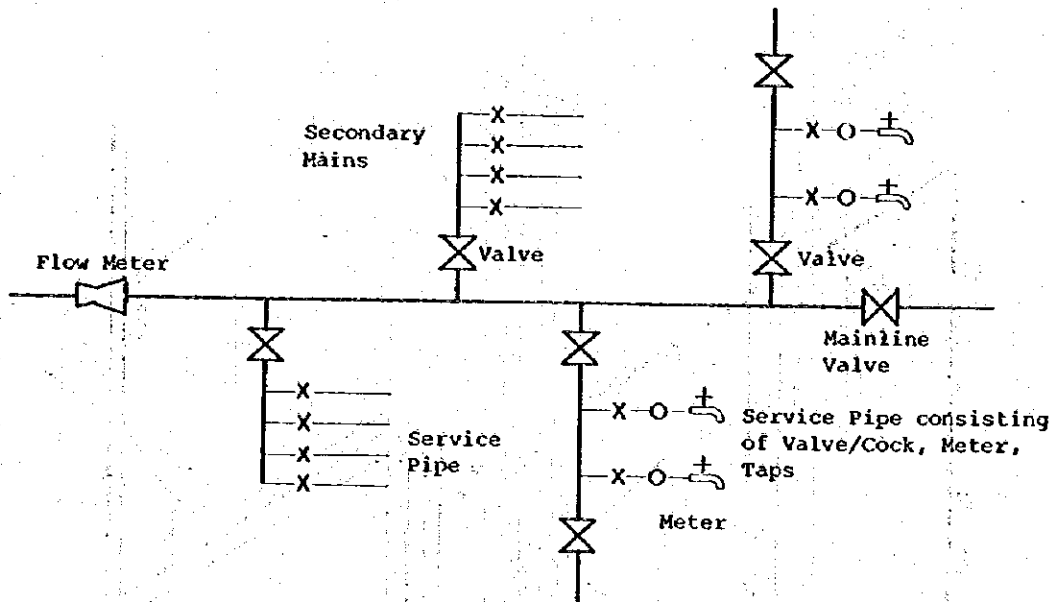 Secondary
Mains
Valve
Valve
Flow Meter
Mainline
Valve
Service
Pipe
Service Pipe consisting
of Valve/Cock, Meter,
Taps
Meter